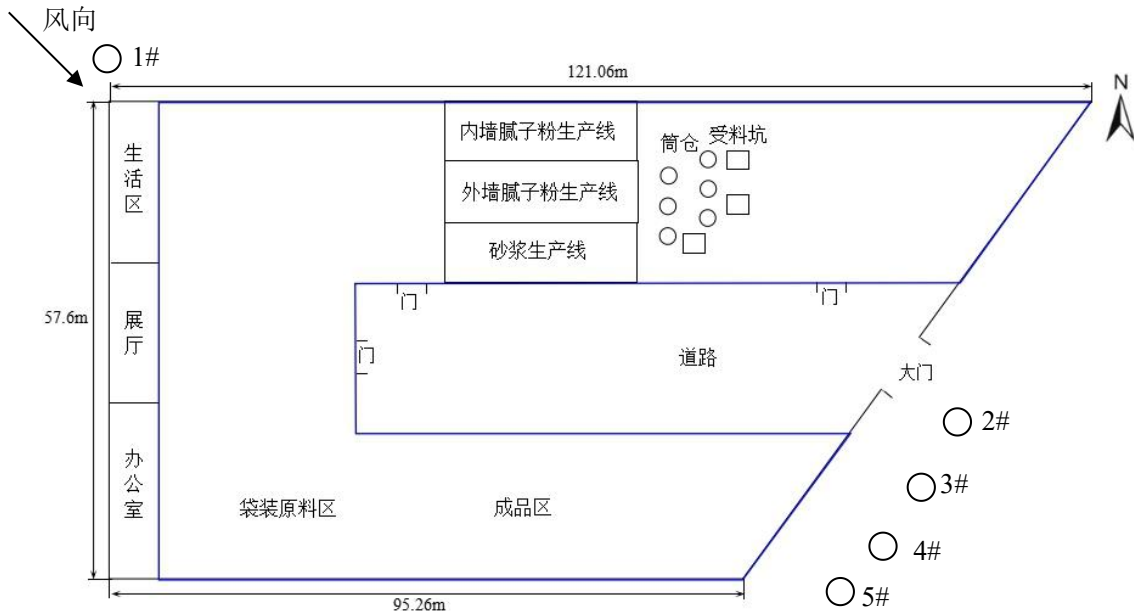 风向
1#
121.06m
N
内墙腻子粉生产线
筒仓
受料坑
生活区
外墙腻子粉生产线
砂浆生产线
门
门
57.6m
展厅
门
道路
大门
2#
办公室
袋装原料区
成品区
3#
4#
5#
95.26m